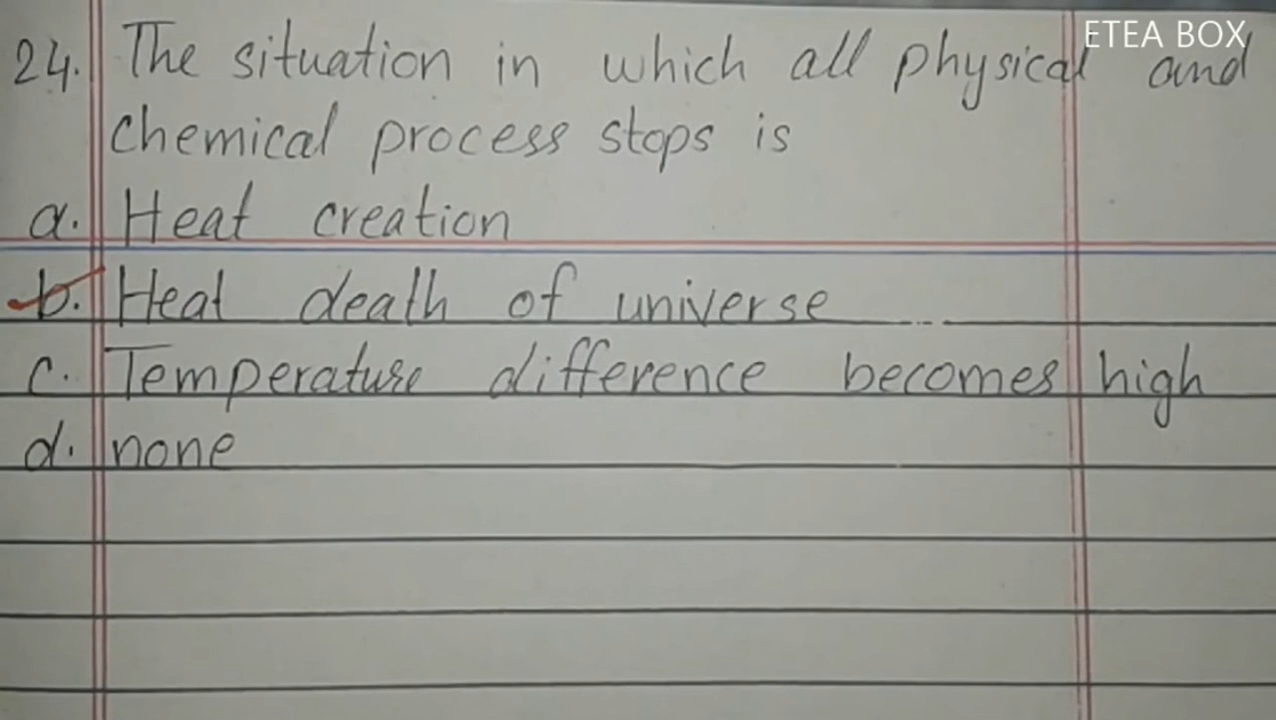 ETEA BOX
24. The situation in which all physical and
chemical process stops is
a. Heat creation
b. Heat death of universe
c. Temperature difference becomes high
d. none